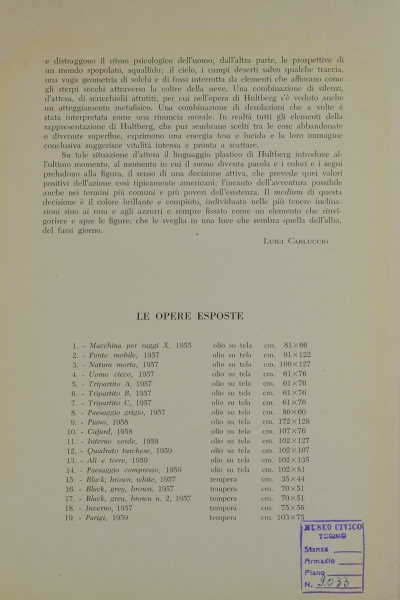 e distraggono il ritmo psicologico dell'uomo; dall'altra parte, le prospettive di
un mondo spopolato, squallido: il cielo, i campi deserti salvo qualche traccia,
una vaga geometria di solchi e di fossi interrotta da elementi che affiorano come
gli sterpi secchi attraverso la coltre della neve. Una combinazione di silenzi,
d'attesa, di scricchiolii attutiti; per cui nell'opera di Hultberg s'è veduto anche
un atteggiamento metafisico. Una combinazione di desolazioni che a volte è
stata interpretata come una rinuncia morale. In realtà tutti gli elementi della
rappresentazione di Hultberg, che pur sembrano scelti tra le cose abbandonate
e divenute superflue, esprimono una energia tesa e lucida e la loro immagine
conclusiva suggerisce vitalità intensa e pronta a scattare.
Su tale situazione d'attesa il linguaggio plastico di Hultberg introduce al-
l'ultimo momento, al momento in cui il suono diventa parola e i colori e i segni
preludono alla figura, il senso di una decisione attiva, che prevede quei valori
positivi dell'azione così tipicamente americani, l'incanto dell'avventura possibile
anche nei termini più comuni e più poveri dell'esistenza. Il medium di questa
decisione è il colore brillante e compiuto, individuato nelle più tenere inclina-
zioni sino ai rosa e agli azzurri e sempre fissato come un elemento che rinvi-
gorisce e apre le figure; che le sveglia in una luce che sembra quella dell'alba,
del farsi giorno.
Luigi Carluccio
LE OPERE ESPOSTE
1. - Macchina per raggi X, 1955 olio su tela cm. 81×66
2. - Ponte mobile, 1957 olio su tela cm. 91×122
3. - Natura morta, 1957 olio su tela cm. 100×127
4. - Uomo cieco, 1957 olio su tela cm. 61×76
5. - Tripartito A, 1957 olio su tela cm. 61×76
6. - Tripartito B, 1957 olio su tela cm. 61×76
7. - Tripartito C, 1957 olio su tela cm. 61×76
8. - Paesaggio grigio, 1957 olio su tela cm. 80×60
9. - Piano, 1958 olio su tela cm. 172×128
10. - Cafard, 1958 olio su tela cm. 107×76
11. - Interno verde, 1959 olio su tela cm. 102×127
12. - Quadrato turchese, 1959 olio su tela cm. 102×107
13. - Ali e torre, 1959 olio su tela cm. 102×135
14. - Paesaggio compresso, 1959 olio su tela cm. 102×81
15. - Black, brown, white, 1957 tempera cm. 35×44
16. - Black, grey, brown, 1957 tempera cm. 70×51
17. - Black, grey, brown n. 2, 1957 tempera cm. 70×51
18. - Inverno, 1957 tempera cm. 75×56
19. - Parigi, 1959 tempera cm. 103×75
MUSEO CIVICO
TORINO
Stanza
Armadio
Piano
N. 2033